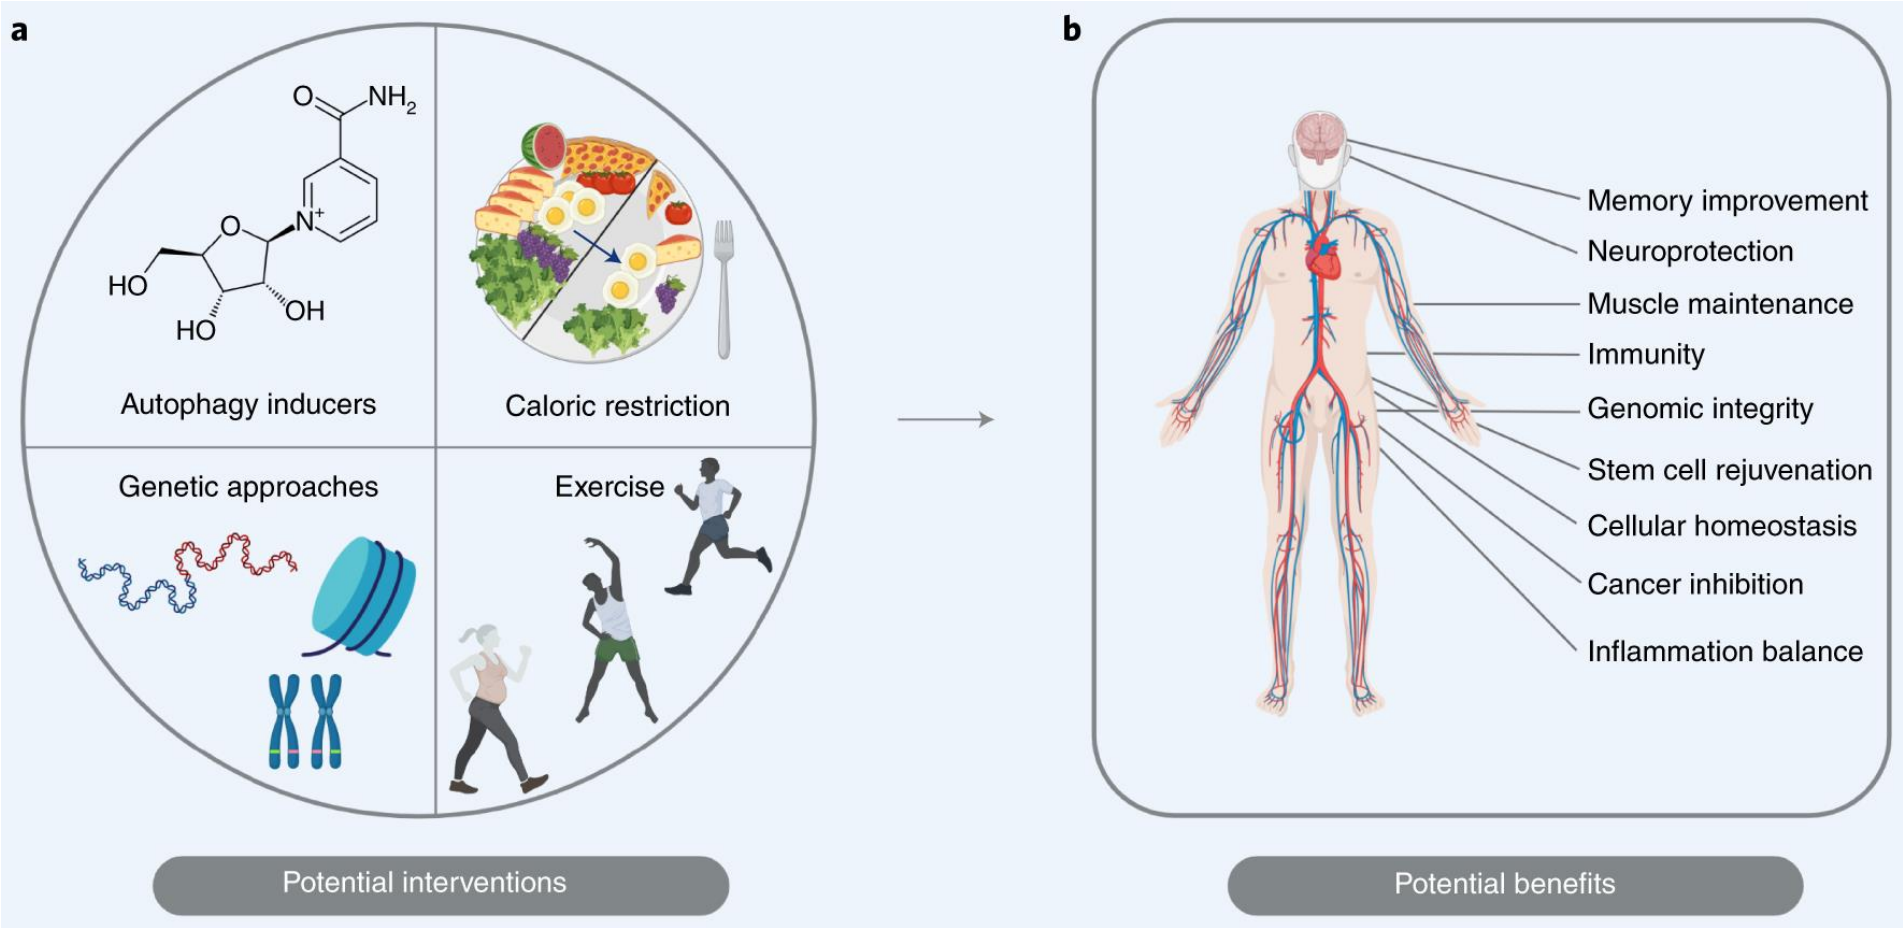 a
O
NH2
N+
O
HO
HO
OH
Autophagy inducers
Caloric restriction
Genetic approaches
Exercise
Potential interventions
b
Memory improvement
Neuroprotection
Muscle maintenance
Immunity
Genomic integrity
Stem cell rejuvenation
Cellular homeostasis
Cancer inhibition
Inflammation balance
Potential benefits